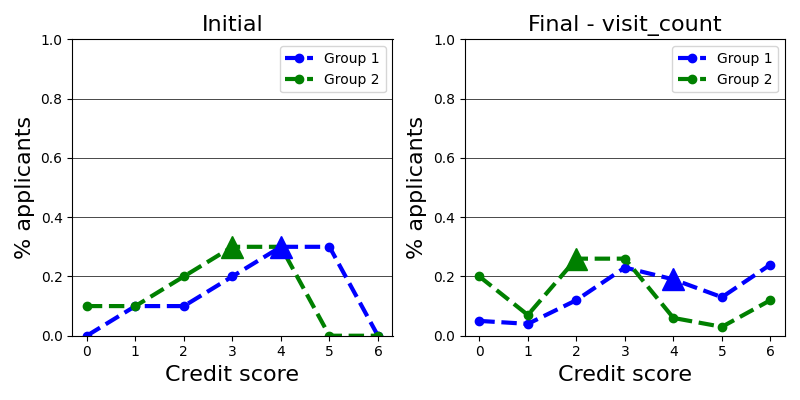 Initial
1.0
0.8
0.6
0.4
0.2
0.0
% applicants
0 1 2 3 4 5 6
Credit score
Group 1
Group 2
Final - visit_count
1.0
0.8
0.6
0.4
0.2
0.0
% applicants
0 1 2 3 4 5 6
Credit score
Group 1
Group 2